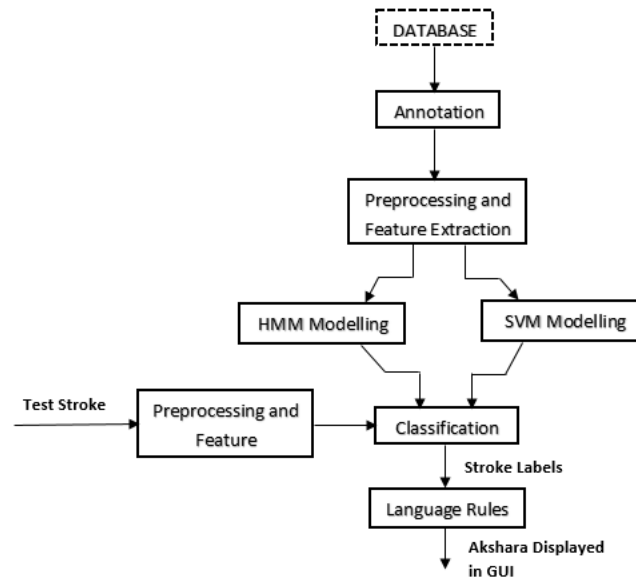 DATABASE
Annotation
Preprocessing and
Feature Extraction
HMM Modelling
SVM Modelling
Test Stroke
Preprocessing and
Feature
Classification
Stroke Labels
Language Rules
Akshara Displayed
in GUI